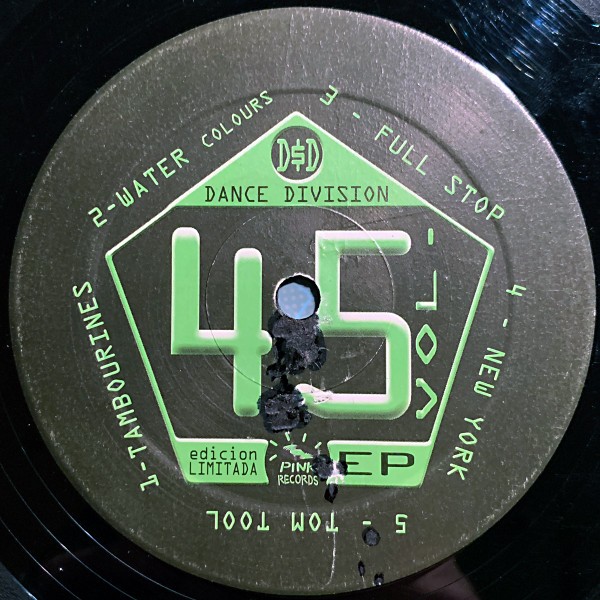 D$D
DANCE DIVISION
45
VOL-
edicion
LIMITADA
PINK
RECORDS
EP
1-TAMBOURINES
2-WATER COLOURS
3 - FULL STOP
4 - NEW YORK
5 - TOM TOOL